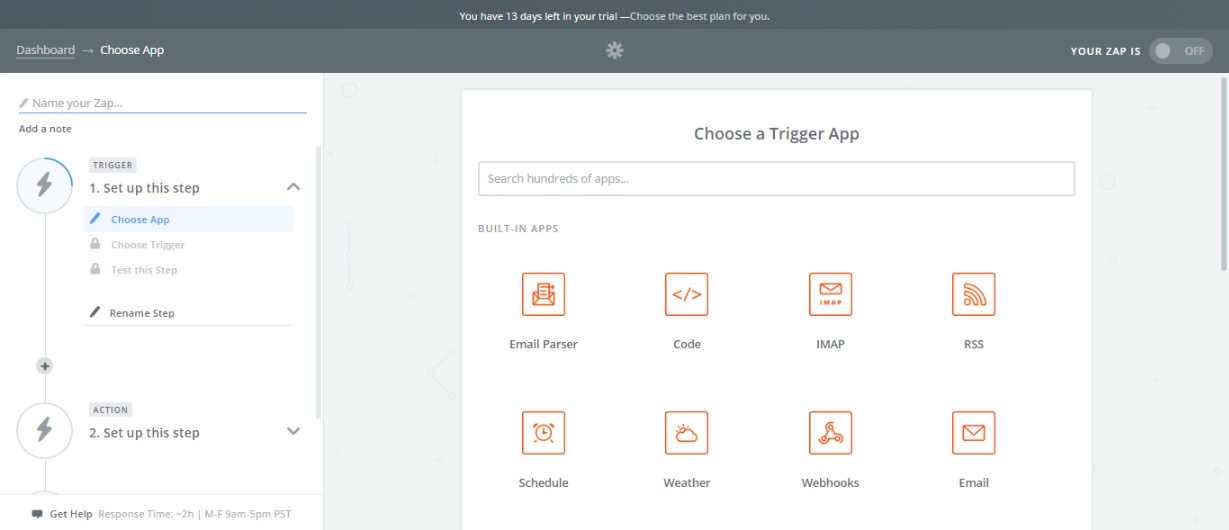 You have 13 days left in your trial —Choose the best plan for you.
Dashboard → Choose App
YOUR ZAP IS OFF
Name your Zap...
Add a note
TRIGGER
1. Set up this step
Choose App
Choose Trigger
Test this Step
Rename Step
ACTION
2. Set up this step
Get Help Response Time: ~2h | M-F 9am-5pm PST
Choose a Trigger App
Search hundreds of apps...
BUILT-IN APPS
IMAP
Email Parser Code IMAP RSS
Schedule Weather Webhooks Email